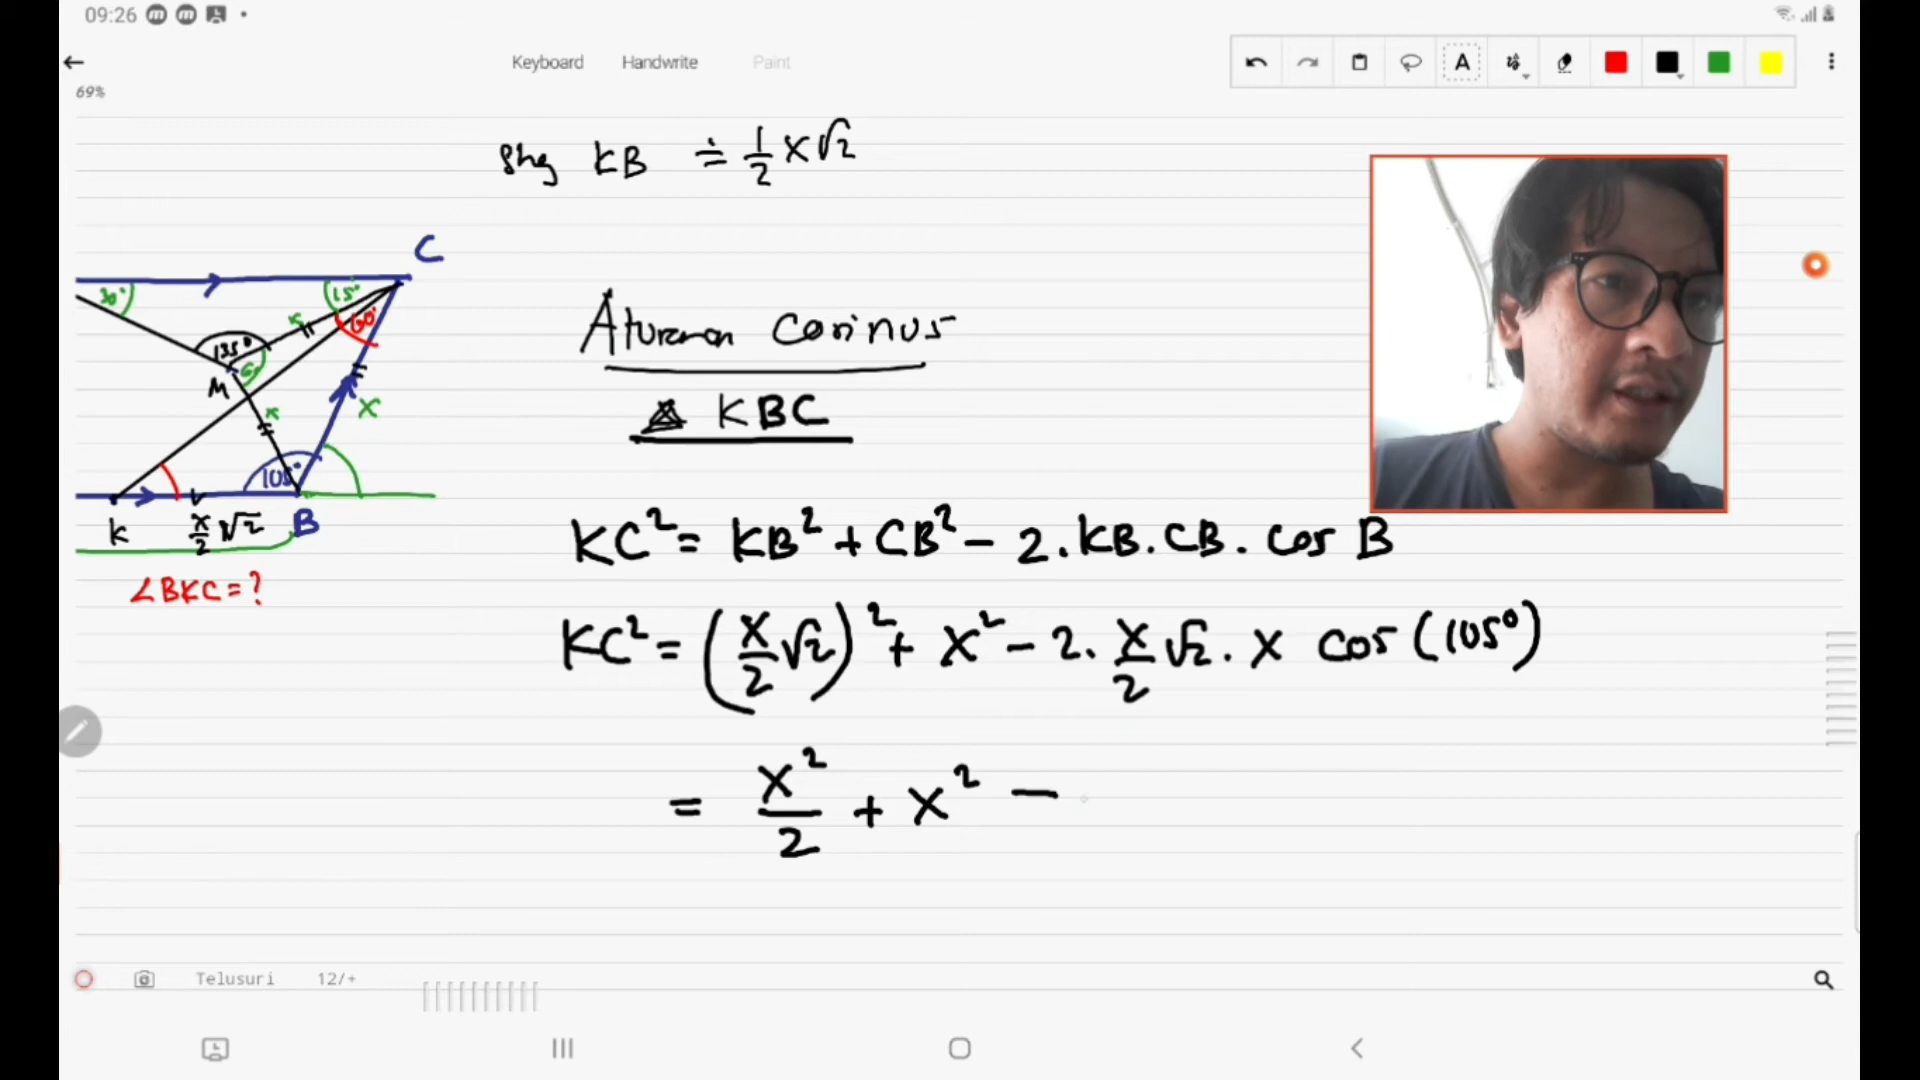 09:26
Keyboard Handwrite Paint
A
69%
Shg KB = 1/2 x√2
C
30°
15°
60°
135°
M
x
x
x
105°
K
x/2 √2
B
∠BKC = ?
Aturan Cosinus
△ KBC
KC² = KB² + CB² - 2 . KB . CB . cos B
KC² = (x/2 √2)² + x² - 2 . x/2 √2 . x cos (105°)
= x²/2 + x² -
Telusuri 12/+